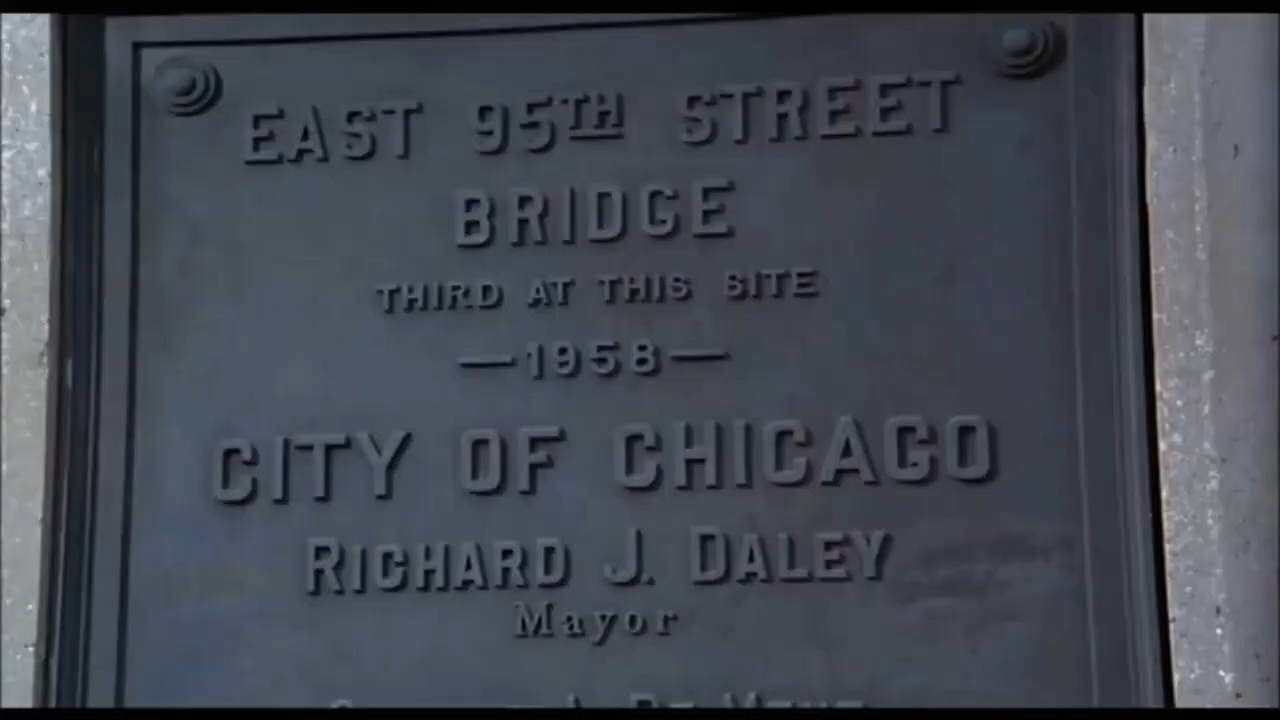 EAST 95TH STREET
BRIDGE
THIRD AT THIS SITE
—1958—
CITY OF CHICAGO
RICHARD J. DALEY
Mayor